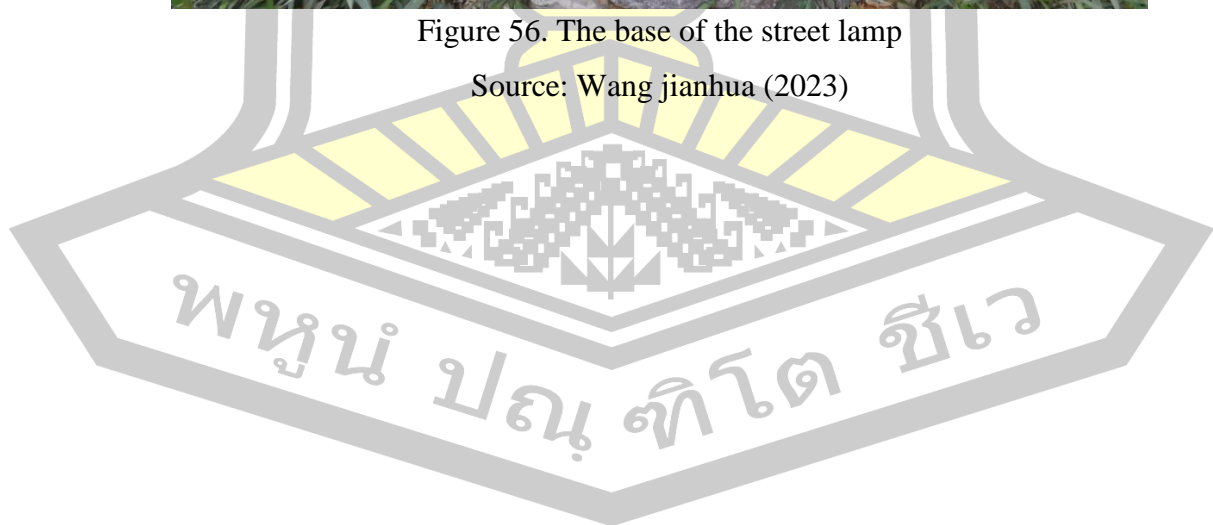 Figure 56. The base of the street lamp
Source: Wang jianhua (2023)
พหูนํ ปณฺฑิโต ชีเว